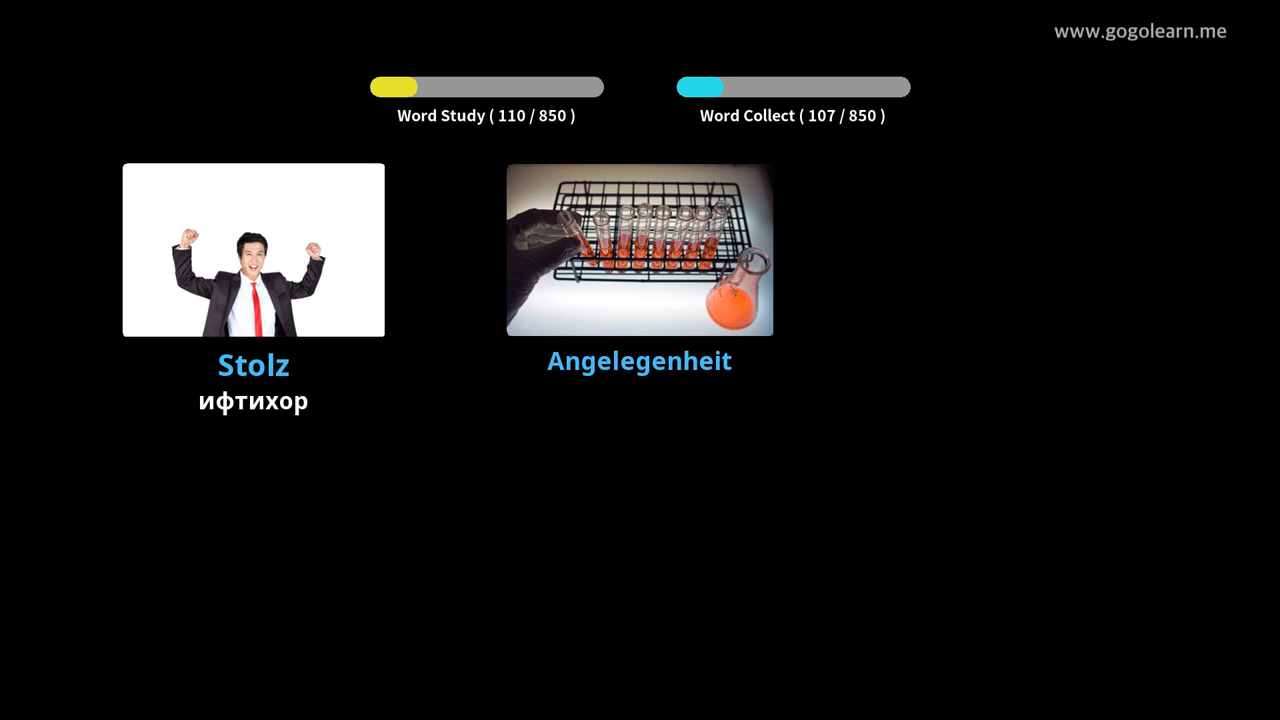 www.gogolearn.me
Word Study ( 110 / 850 )
Word Collect ( 107 / 850 )
Stolz
ифтихор
Angelegenheit